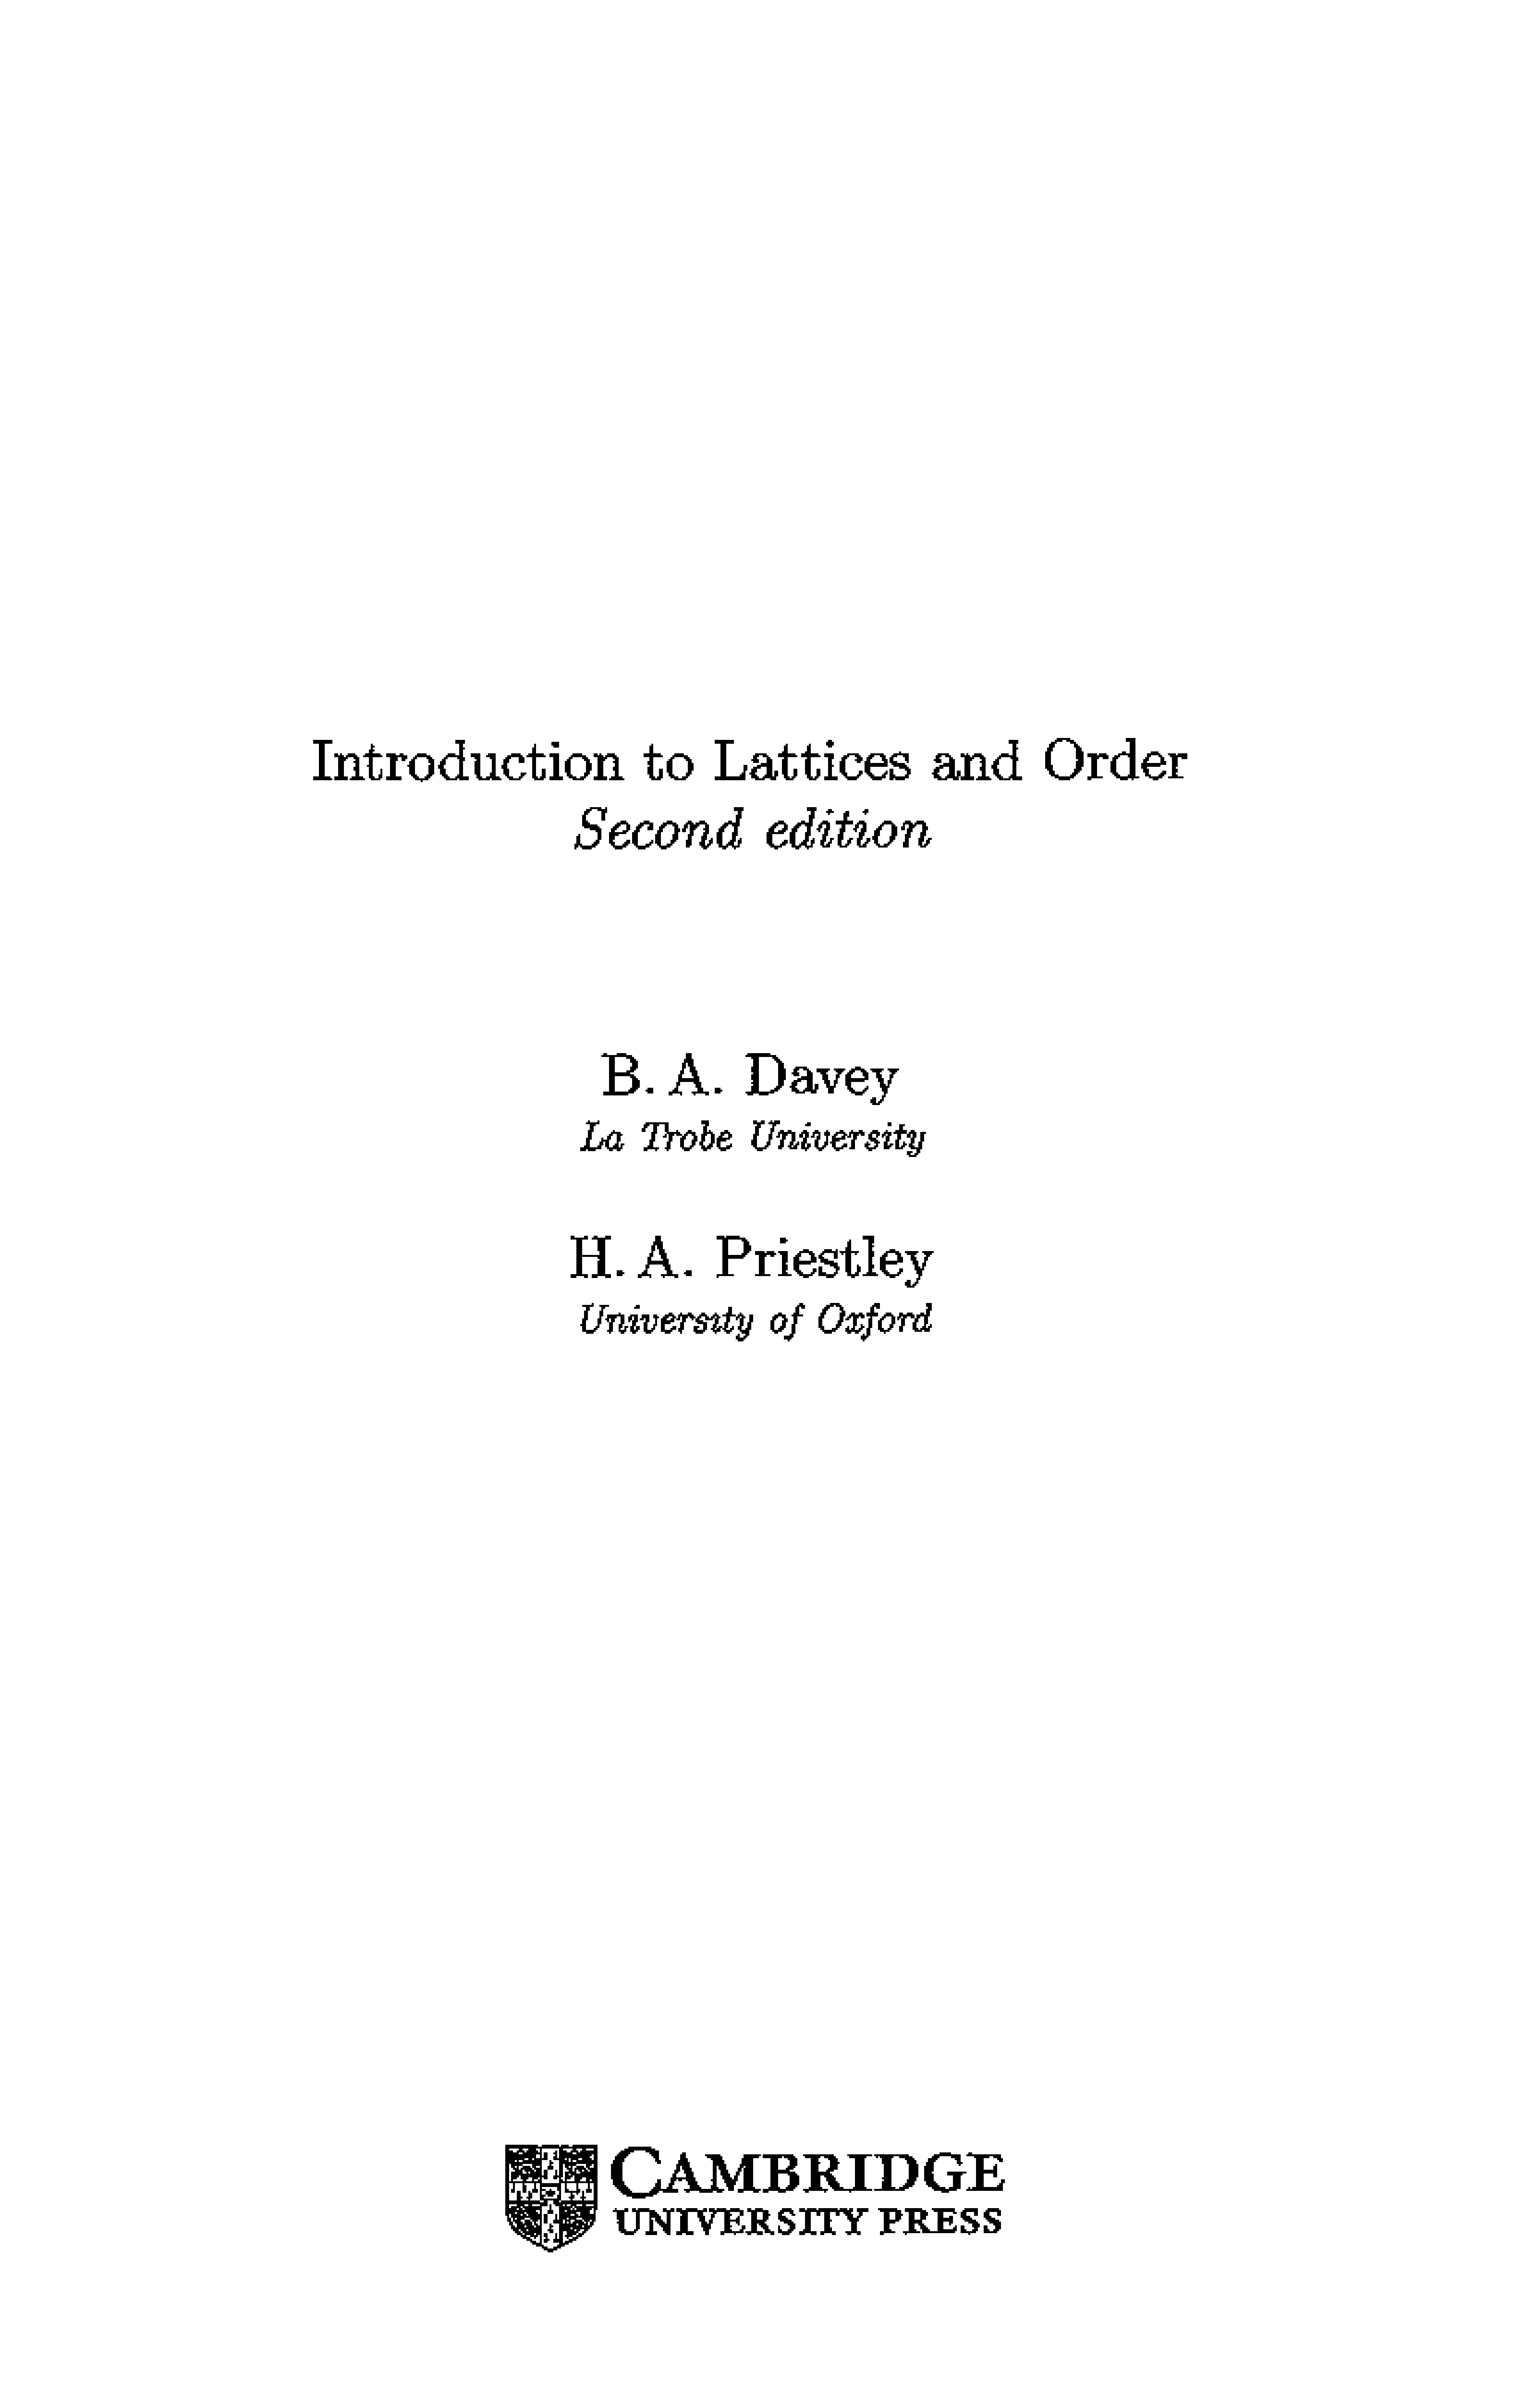 Introduction to Lattices and Order
Second edition
B. A. Davey
La Trobe University
H. A. Priestley
University of Oxford
CAMBRIDGE
UNIVERSITY PRESS